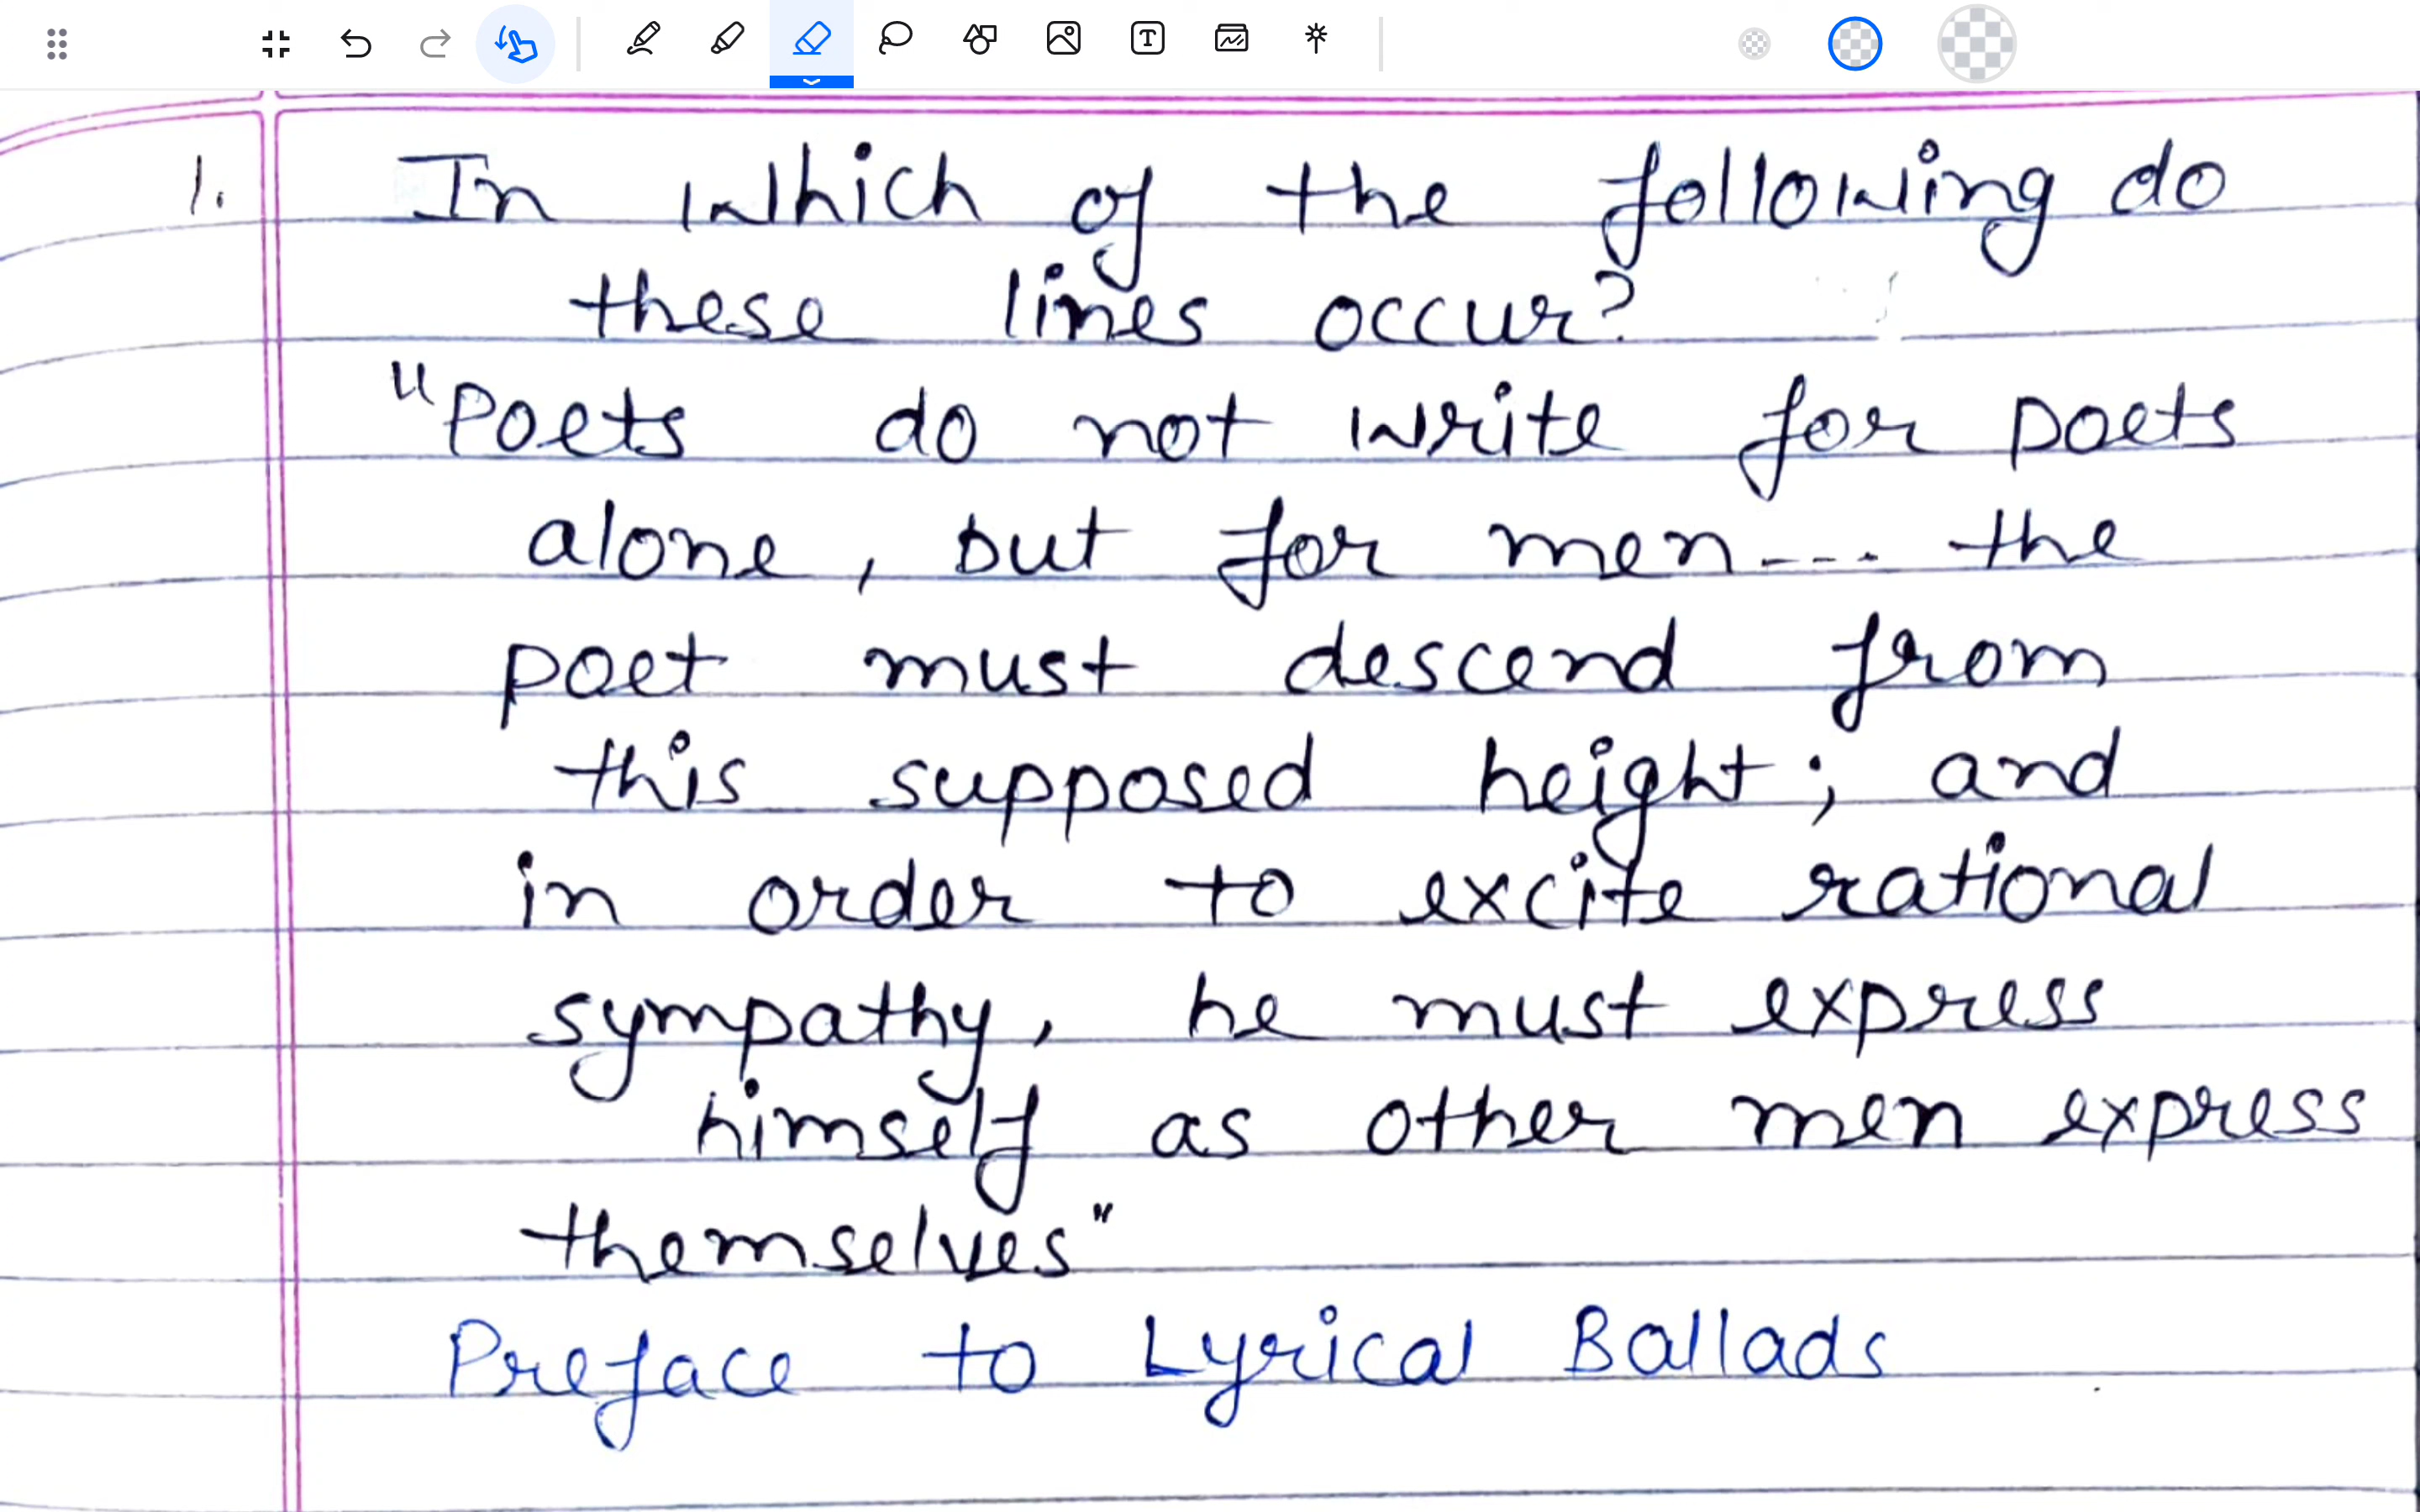 1. In which of the following do
these lines occur?
"Poets do not write for poets
alone, but for men---- the
poet must descend from
this supposed height; and
in order to excite rational
sympathy, he must express
himself as other men express
themselves"
Preface to Lyrical Ballads